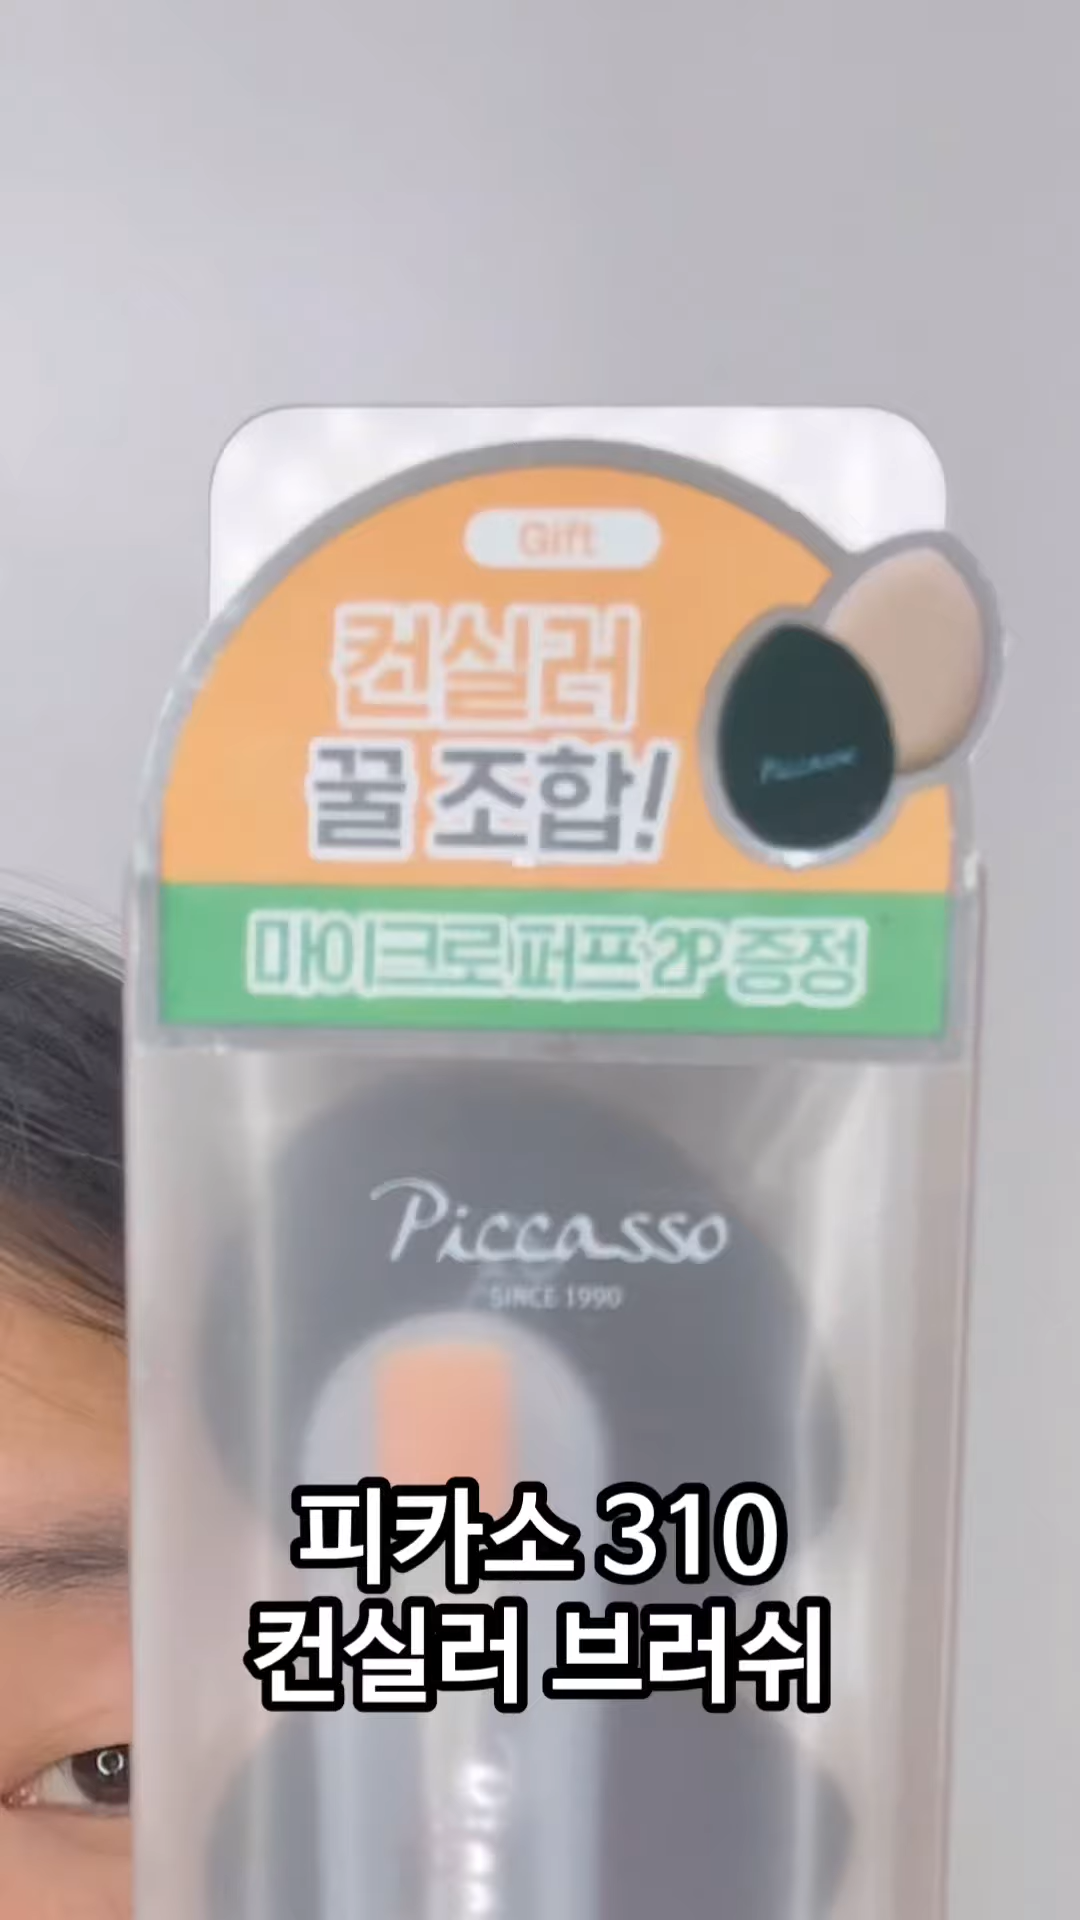 Gift
컨실러
꿀 조합!
Piccasso
마이크로 퍼프 2P 증정
Piccasso
SINCE 1990
피카소 310
컨실러 브러쉬